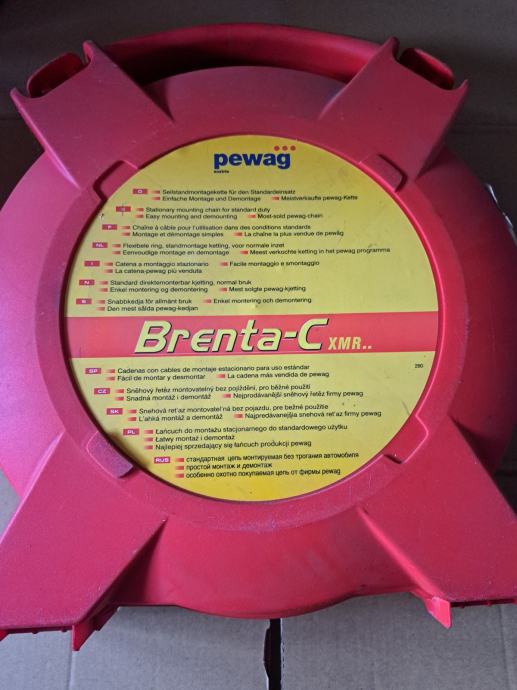 pewag
austria
D Seilstandmontagekette für den Standardeinsatz
Einfache Montage und Demontage Meistverkaufte pewag-Kette
E Stationary mounting chain for standard duty
Easy mounting and demounting Most-sold pewag-chain
F Chaîne à câble pour utilisation dans des conditions standards
Montage et démontage simples La chaîne la plus vendue de pewag
NL Flexibele ring, standmontage ketting, voor normale inzet
Eenvoudige montage en demontage Meest verkochte ketting in het pewag programma
I Catena a montaggio stazionario Facile montaggio e smontaggio
La catena-pewag più venduta
N Standard direktemonterbar kjetting, normal bruk
Enkel montering og demontering Mest solgte pewag-kjetting
S Snabbkedja för allmänt bruk Enkel montering och demontering
Den mest sålda pewag-kedjan
Brenta-C XMR..
SP Cadenas con cables de montaje estacionario para uso estándar 290
Fácil de montar y desmontar La cadena más vendida de pewag
CZ Sněhový řetěz montovatelný bez pojíždění, pro běžné použití
Snadná montáž i demontáž Nejprodávanější sněhový řetěz firmy pewag
SK Snehová reťaz montovateľná bez pojazdu, pre bežné použitie
Ľahká montáž a demontáž Najpredávanejšia snehová reťaz firmy pewag
PL Łańcuch do montażu stacjonarnego do standardowego użytku
Łatwy montaż i demontaż
Najlepiej sprzedający się łańcuch produkcji pewag
RUS стандартная цепь монтируемая без трогания автомобиля
простой монтаж и демонтаж
особенно охотно покупаемая цепь от фирмы pewag